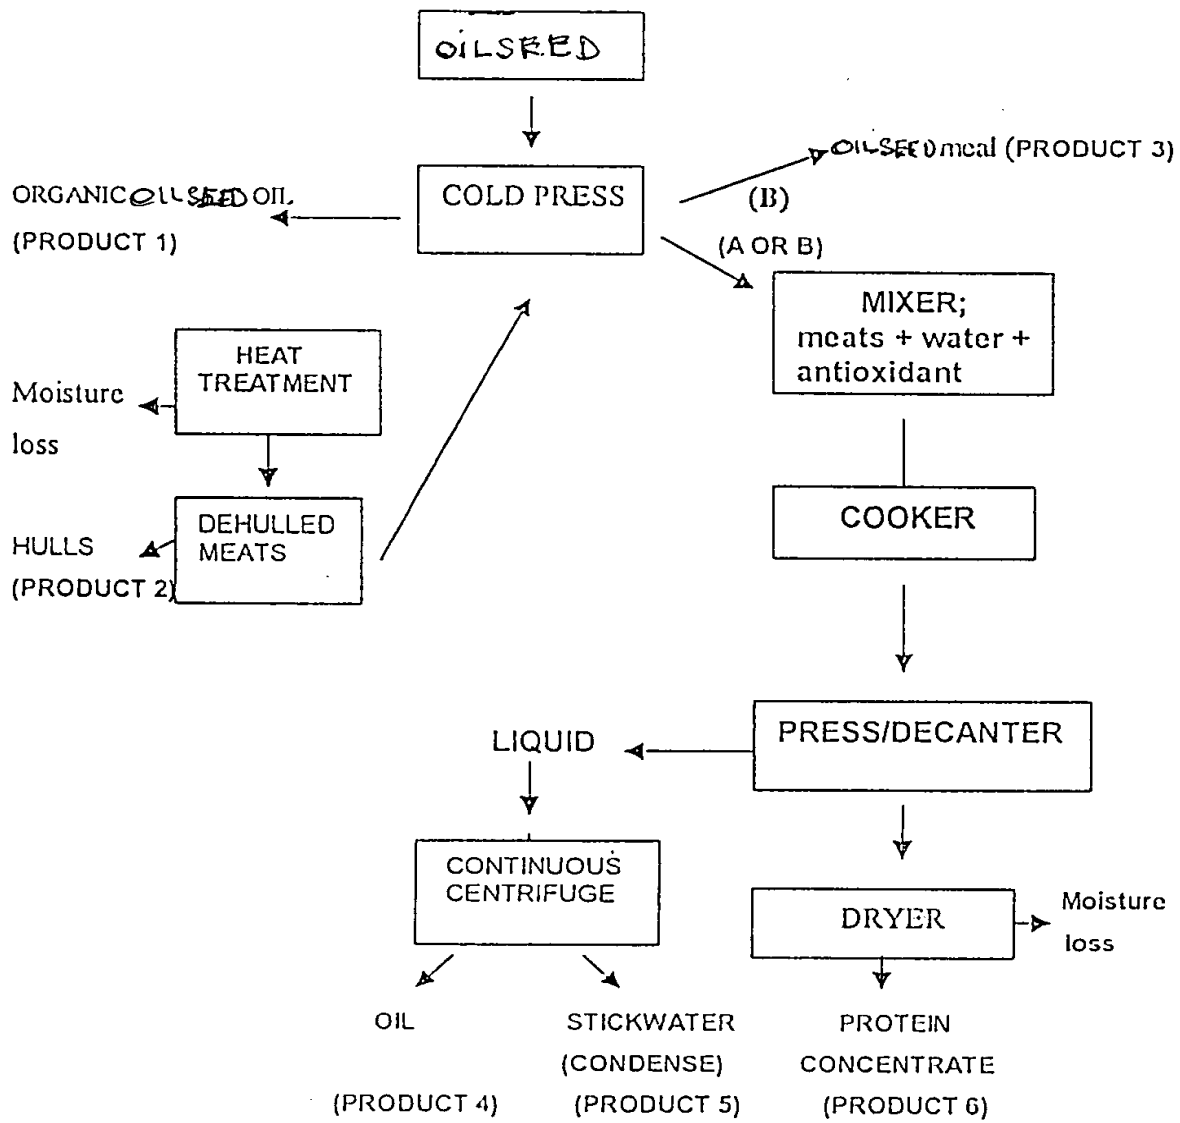 OILSEED
OILSEED meal (PRODUCT 3)
COLD PRESS
(B)
ORGANIC OILSEED OIL
(PRODUCT 1)
(A OR B)
MIXER;
meats + water +
antioxidant
HEAT
TREATMENT
Moisture
loss
DEHULLED
MEATS
HULLS
(PRODUCT 2)
COOKER
PRESS/DECANTER
LIQUID
CONTINUOUS
CENTRIFUGE
DRYER
Moisture
loss
OIL
(PRODUCT 4)
STICKWATER
(CONDENSE)
(PRODUCT 5)
PROTEIN
CONCENTRATE
(PRODUCT 6)